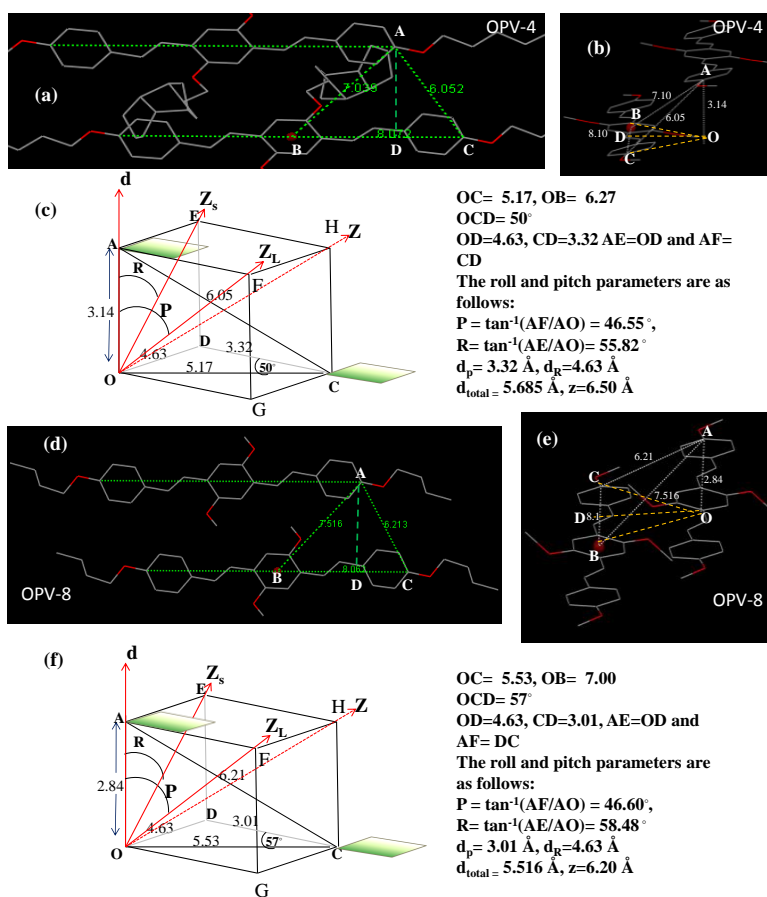 OPV-4
(a)
A
7.039
6.052
8.072
B
D
C
(b)
OPV-4
A
7.10
3.14
B
6.05
D
8.10
O
C
(c)
d
Zs
E
H
Z
A
R
ZL
F
P
6.05
3.14
D
4.63
3.32
5.17
50°
O
C
G
OC= 5.17, OB= 6.27
OCD= 50°
OD=4.63, CD=3.32 AE=OD and AF=
CD
The roll and pitch parameters are as
follows:
P = tan⁻¹(AF/AO) = 46.55°,
R= tan⁻¹(AE/AO)= 55.82°
dp= 3.32 Å, dR=4.63 Å
dtotal = 5.685 Å, z=6.50 Å
(d)
A
7.516
6.213
B
8.061
D
C
OPV-8
(e)
A
6.21
C
2.84
7.516
D
8.1
O
B
OPV-8
(f)
d
Zs
E
H
Z
A
R
ZL
F
P
6.21
2.84
D
4.63
3.01
5.53
57°
O
C
G
OC= 5.53, OB= 7.00
OCD= 57°
OD=4.63, CD=3.01, AE=OD and
AF= DC
The roll and pitch parameters are
as follows:
P = tan⁻¹(AF/AO) = 46.60°,
R= tan⁻¹(AE/AO)= 58.48°
dp= 3.01 Å, dR=4.63 Å
dtotal = 5.516 Å, z=6.20 Å